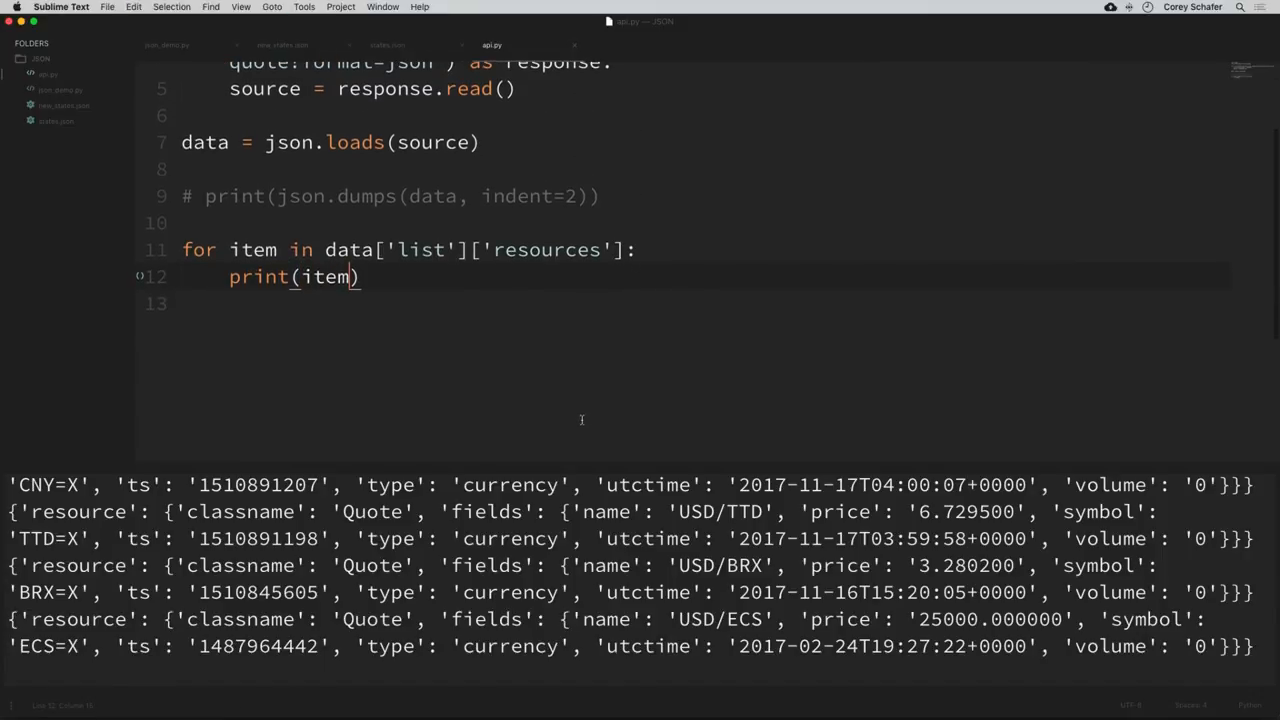 Sublime Text File Edit Selection Find View Goto Tools Project Window Help Corey Schafer
api.py — JSON
FOLDERS
JSON
api.py
json_demo.py
new_states.json
states.json
json_demo.py new_states.json states.json api.py
quote?format=json") as response:
5 source = response.read()
6
7 data = json.loads(source)
8
9 # print(json.dumps(data, indent=2))
10
11 for item in data['list']['resources']:
12 print(item)
13
'CNY=X', 'ts': '1510891207', 'type': 'currency', 'utctime': '2017-11-17T04:00:07+0000', 'volume': '0'}}}
{'resource': {'classname': 'Quote', 'fields': {'name': 'USD/TTD', 'price': '6.729500', 'symbol':
'TTD=X', 'ts': '1510891198', 'type': 'currency', 'utctime': '2017-11-17T03:59:58+0000', 'volume': '0'}}}
{'resource': {'classname': 'Quote', 'fields': {'name': 'USD/BRX', 'price': '3.280200', 'symbol':
'BRX=X', 'ts': '1510845605', 'type': 'currency', 'utctime': '2017-11-16T15:20:05+0000', 'volume': '0'}}}
{'resource': {'classname': 'Quote', 'fields': {'name': 'USD/ECS', 'price': '25000.000000', 'symbol':
'ECS=X', 'ts': '1487964442', 'type': 'currency', 'utctime': '2017-02-24T19:27:22+0000', 'volume': '0'}}}
Line 12, Column 15 UTF-8 Spaces: 4 Python